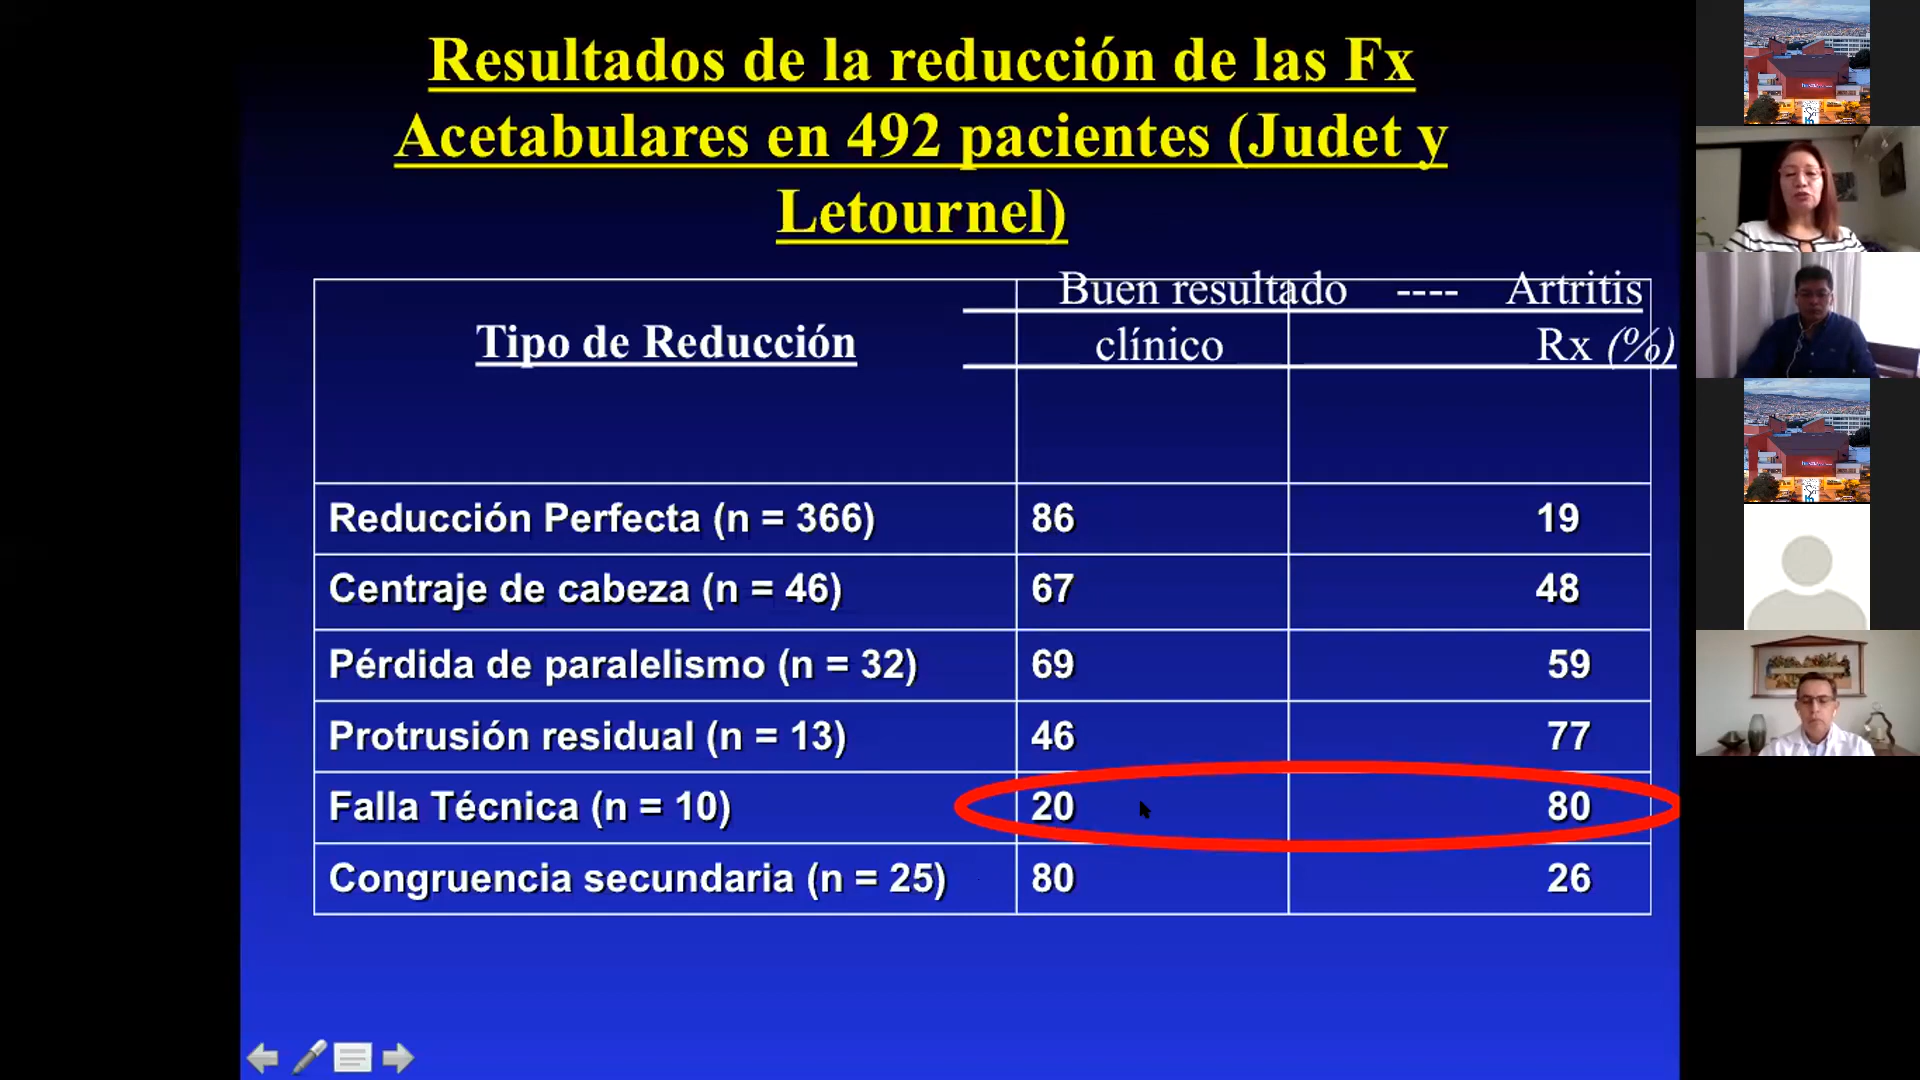 Resultados de la reducción de las Fx
Acetabulares en 492 pacientes (Judet y
Letournel)
Tipo de Reducción
Buen resultado ---- Artritis
clínico Rx (%)
Reducción Perfecta (n = 366) 86 19
Centraje de cabeza (n = 46) 67 48
Pérdida de paralelismo (n = 32) 69 59
Protrusión residual (n = 13) 46 77
Falla Técnica (n = 10) 20 80
Congruencia secundaria (n = 25) 80 26